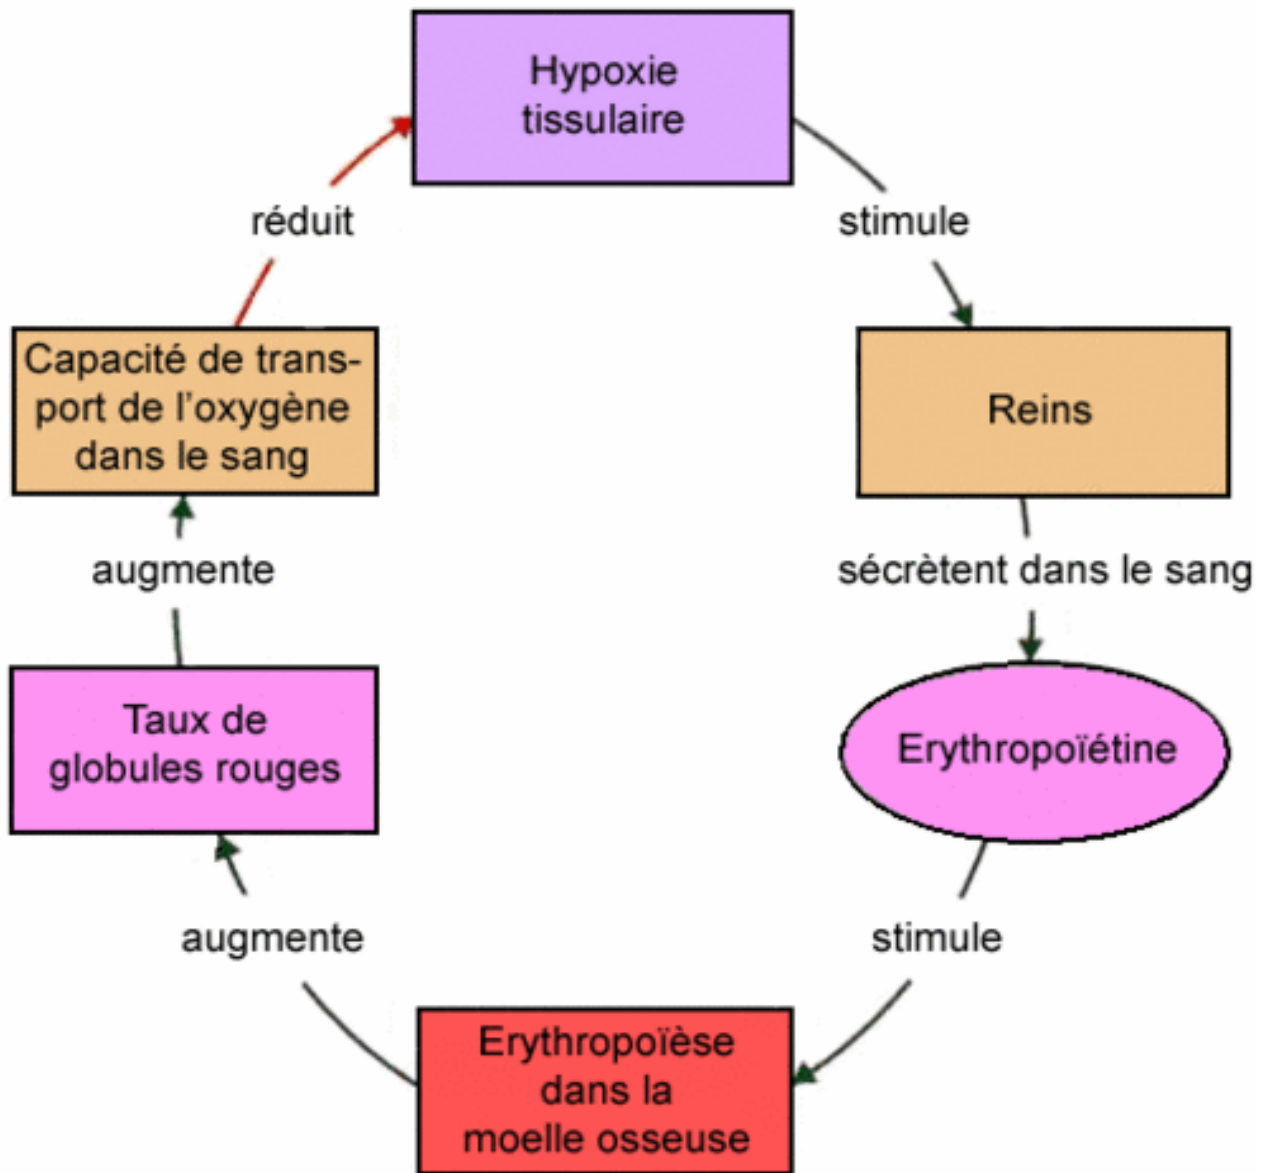 Hypoxie
tissulaire
stimule
Reins
sécrètent dans le sang
Erythropoïétine
stimule
Erythropoïèse
dans la
moelle osseuse
augmente
Taux de
globules rouges
augmente
Capacité de trans-
port de l'oxygène
dans le sang
réduit